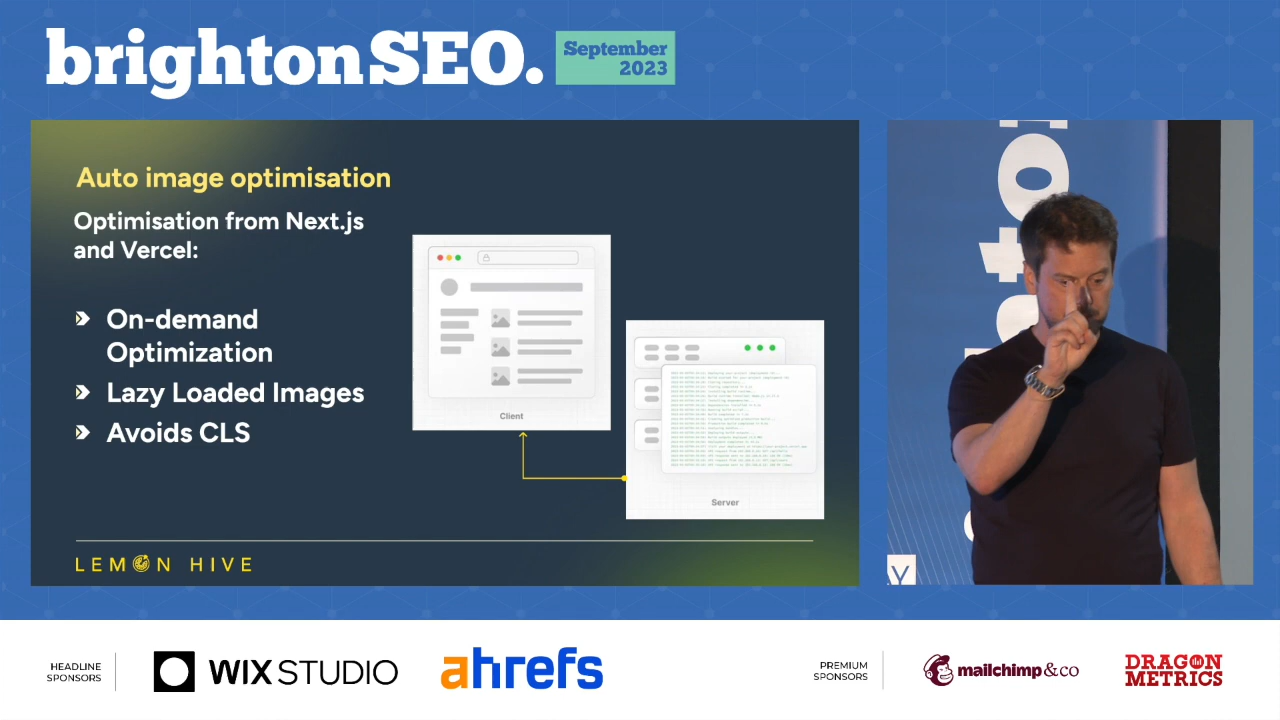 brightonSEO.
September
2023
Auto image optimisation
Optimisation from Next.js
and Vercel:
On-demand
Optimization
Lazy Loaded Images
Avoids CLS
Client
Server
LEMON HIVE
Y
HEADLINE
SPONSORS
WIX STUDIO
ahrefs
PREMIUM
SPONSORS
mailchimp&co
DRAGON
METRICS